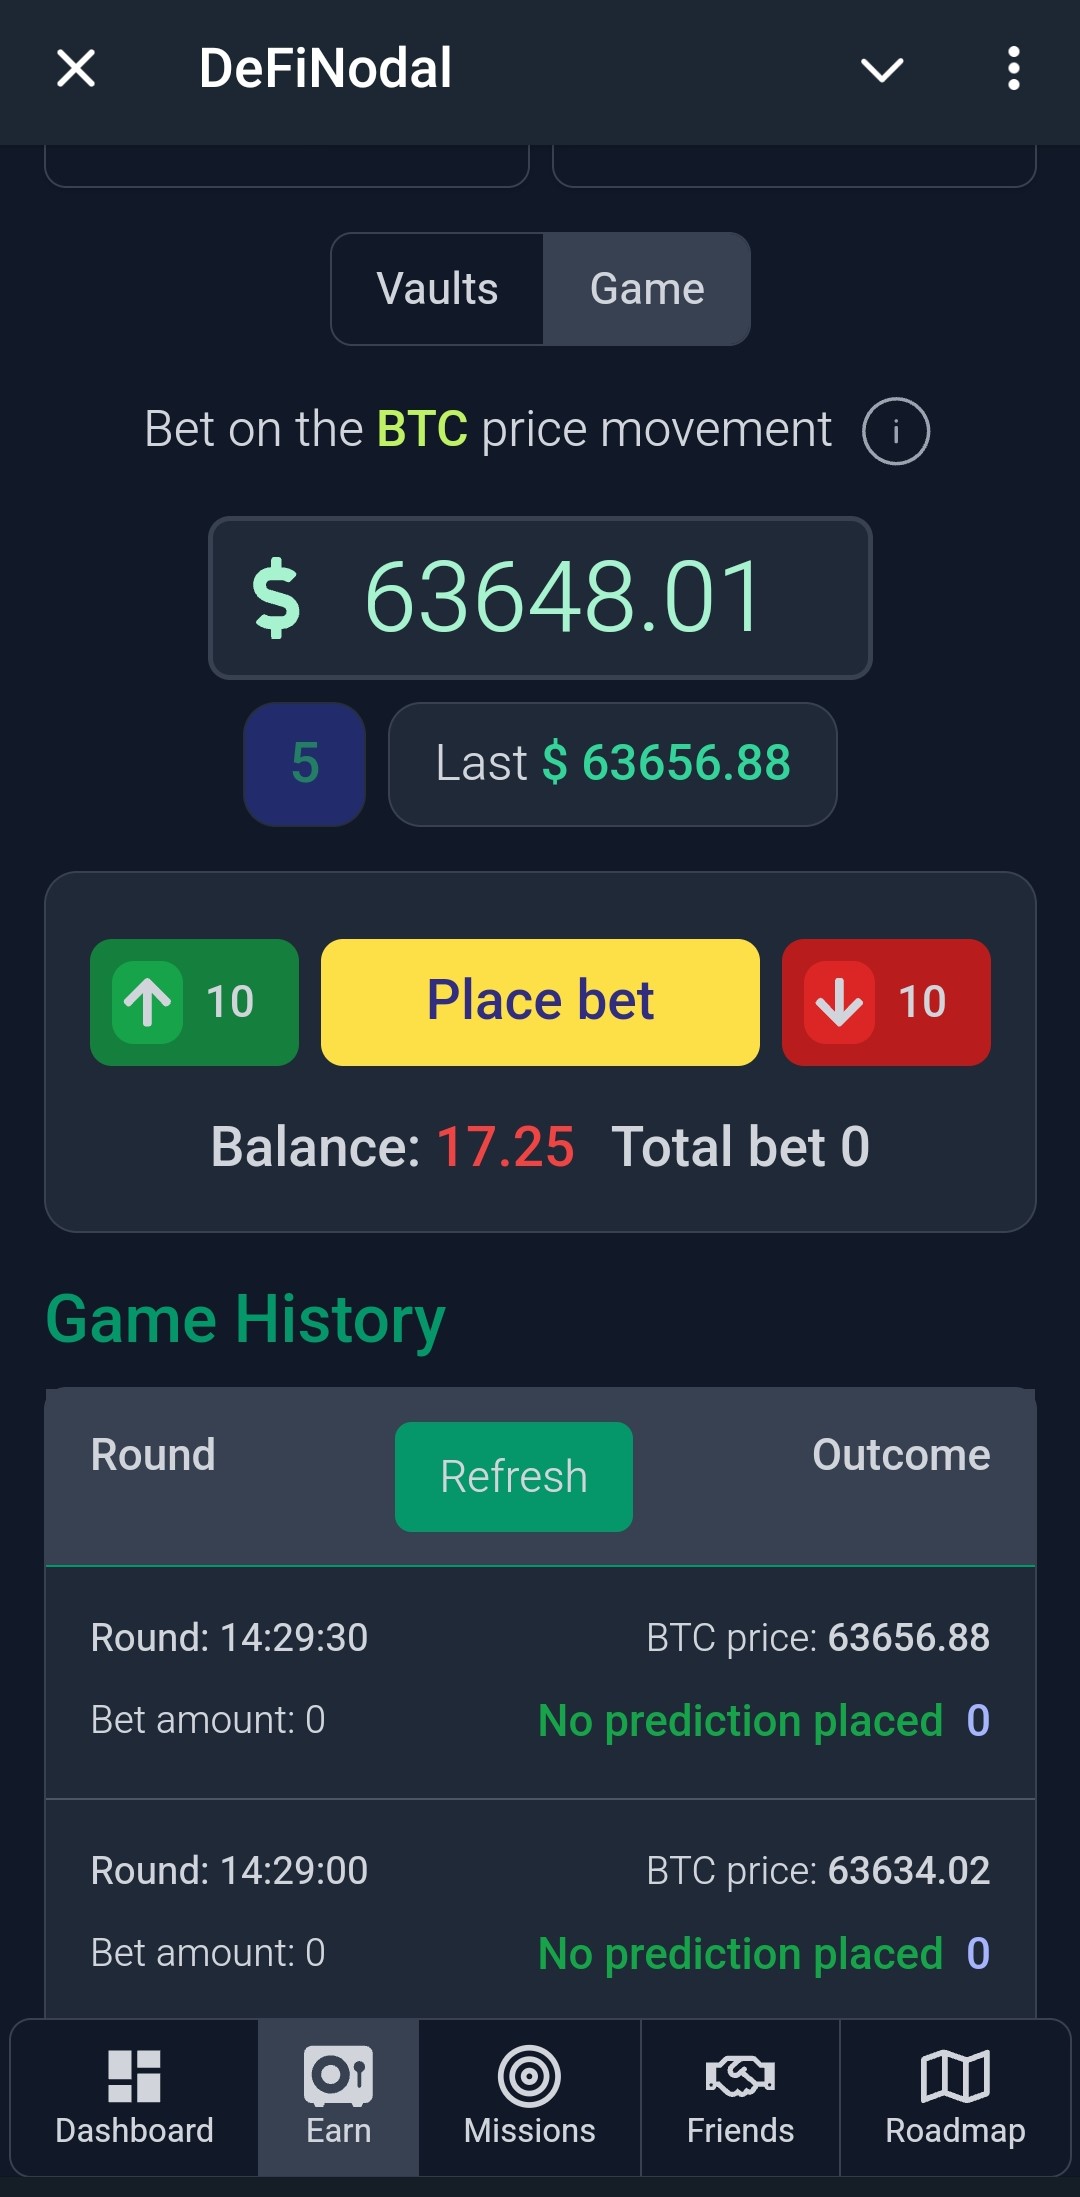 DeFiNodal
Vaults Game
Bet on the BTC price movement i
$ 63648.01
5 Last $ 63656.88
10 Place bet 10
Balance: 17.25 Total bet 0
Game History
Round Refresh Outcome
Round: 14:29:30 BTC price: 63656.88
Bet amount: 0 No prediction placed 0
Round: 14:29:00 BTC price: 63634.02
Bet amount: 0 No prediction placed 0
Dashboard Earn Missions Friends Roadmap